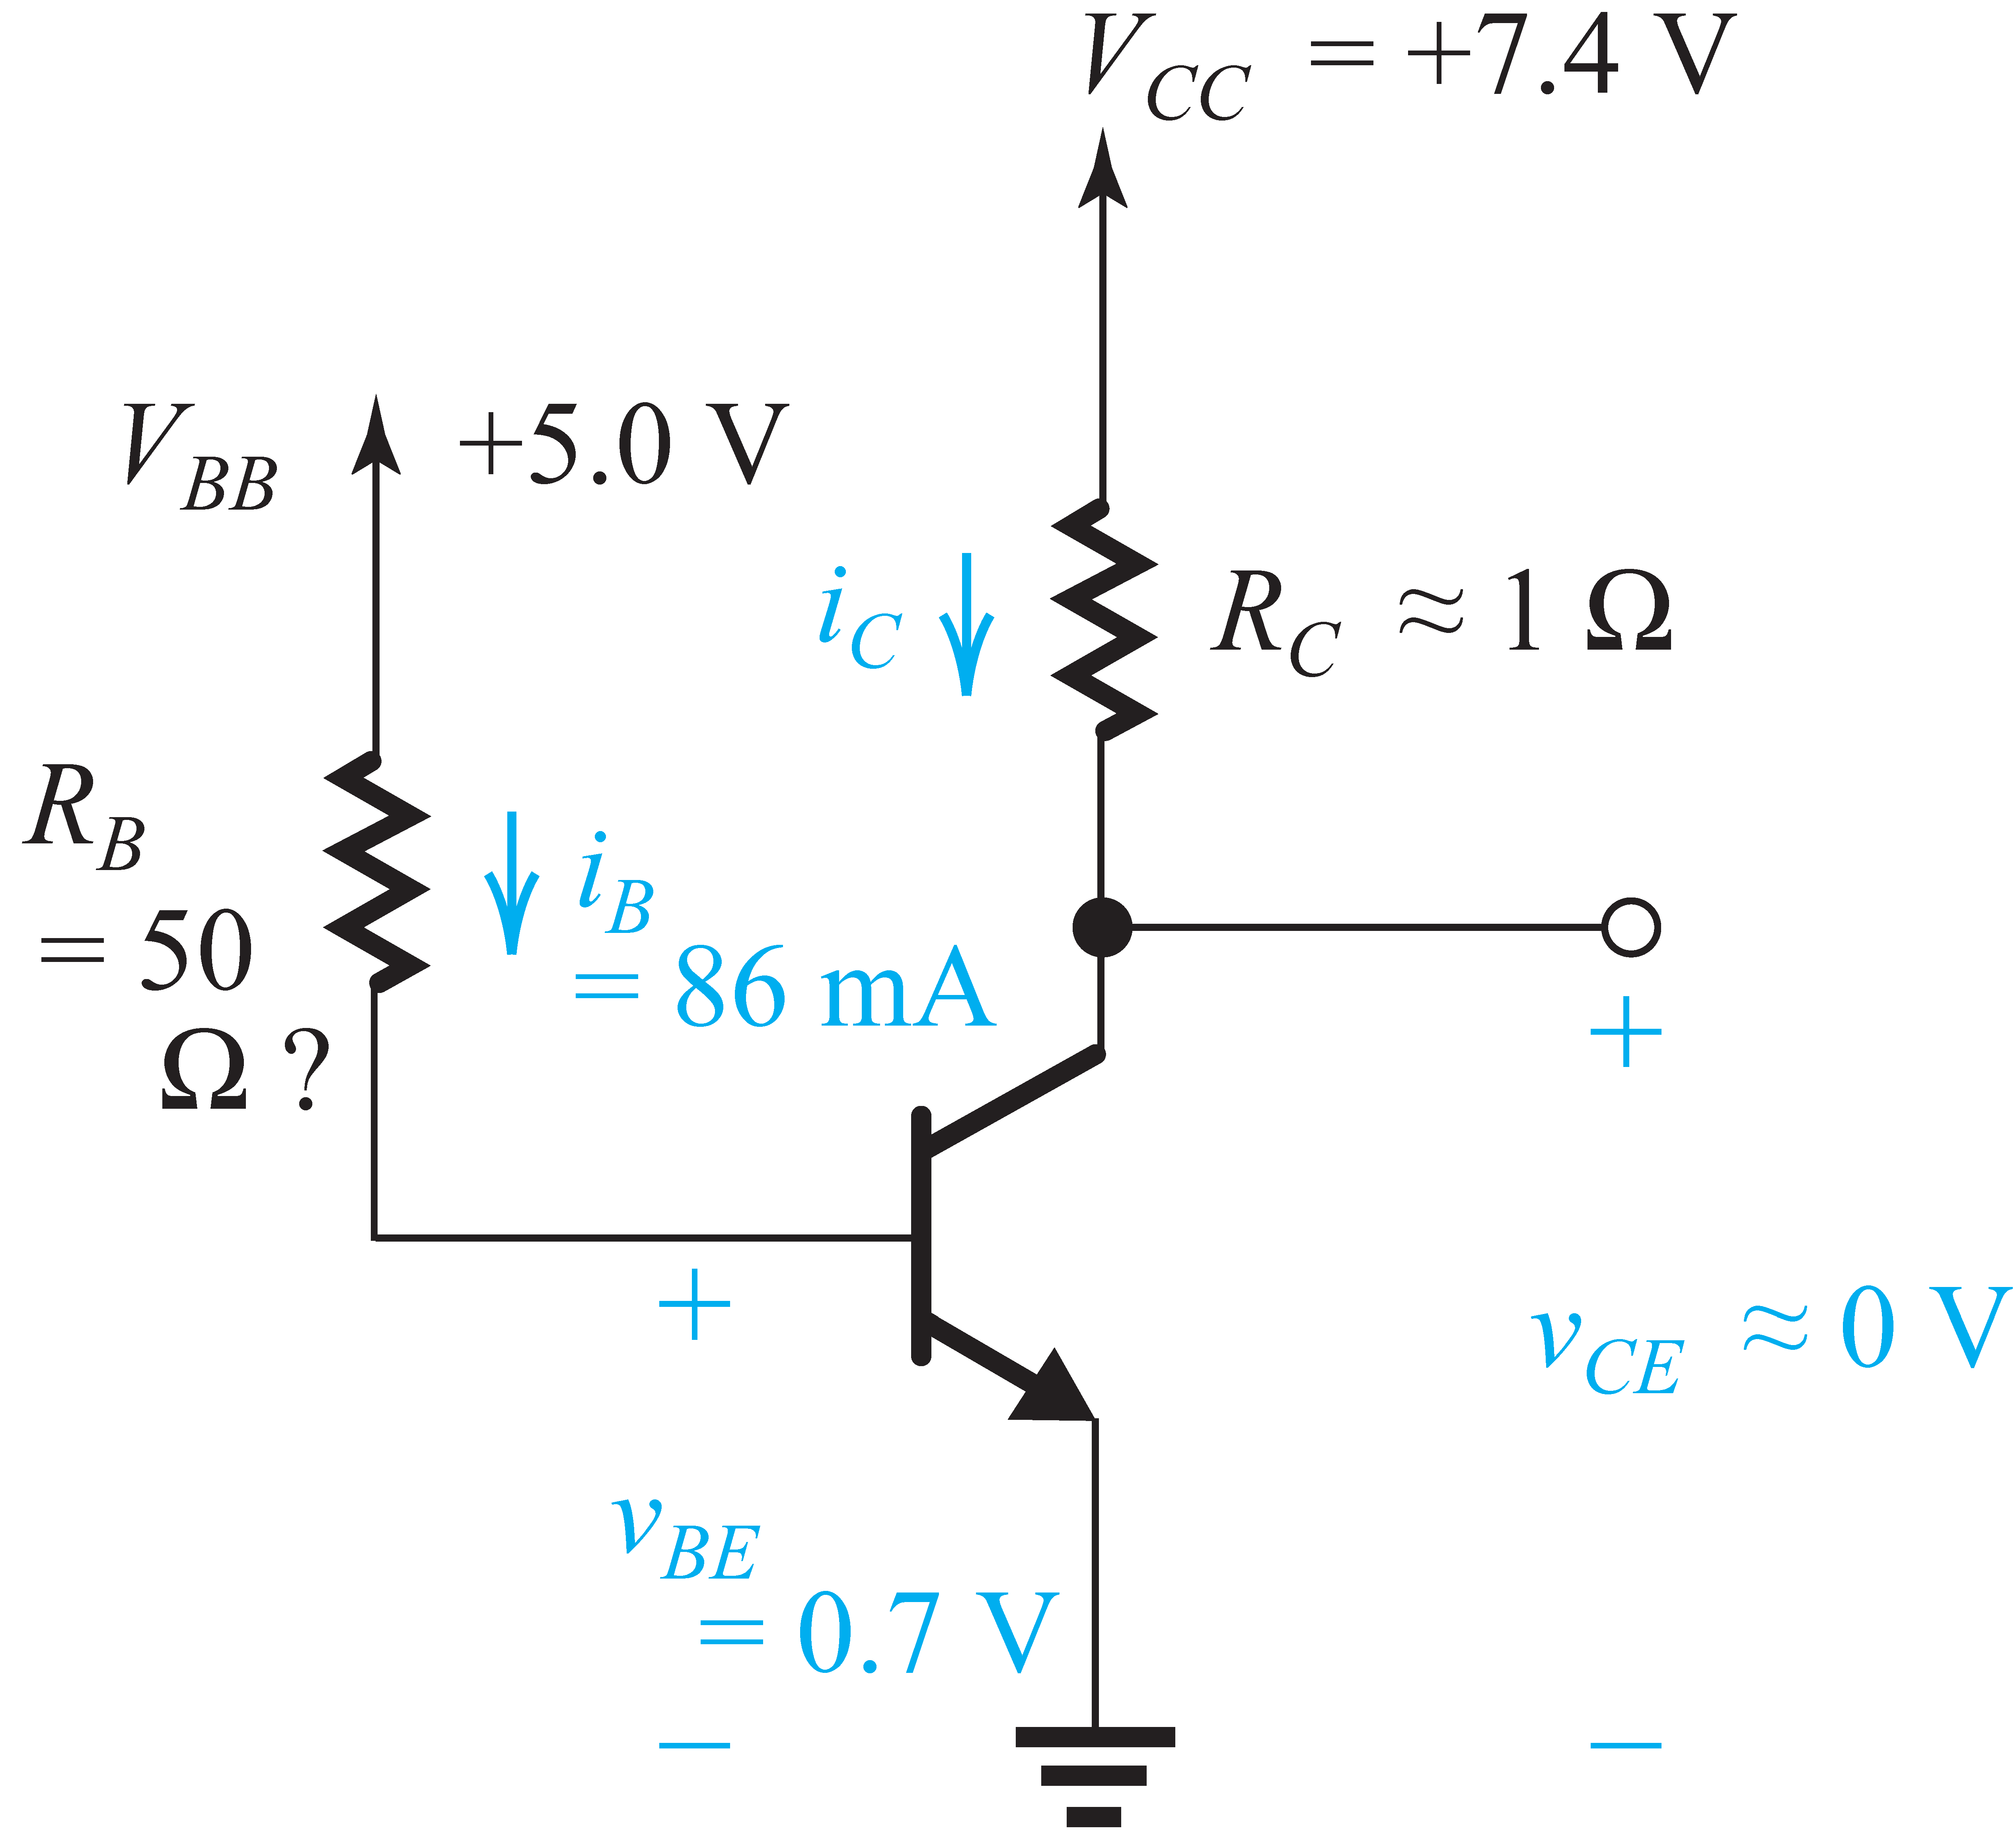 V_CC = +7.4 V
V_BB +5.0 V
i_C
R_C ≈ 1 Ω
R_B
= 50
Ω ?
i_B
= 86 mA
+
+
v_CE ≈ 0 V
v_BE
= 0.7 V
−
−